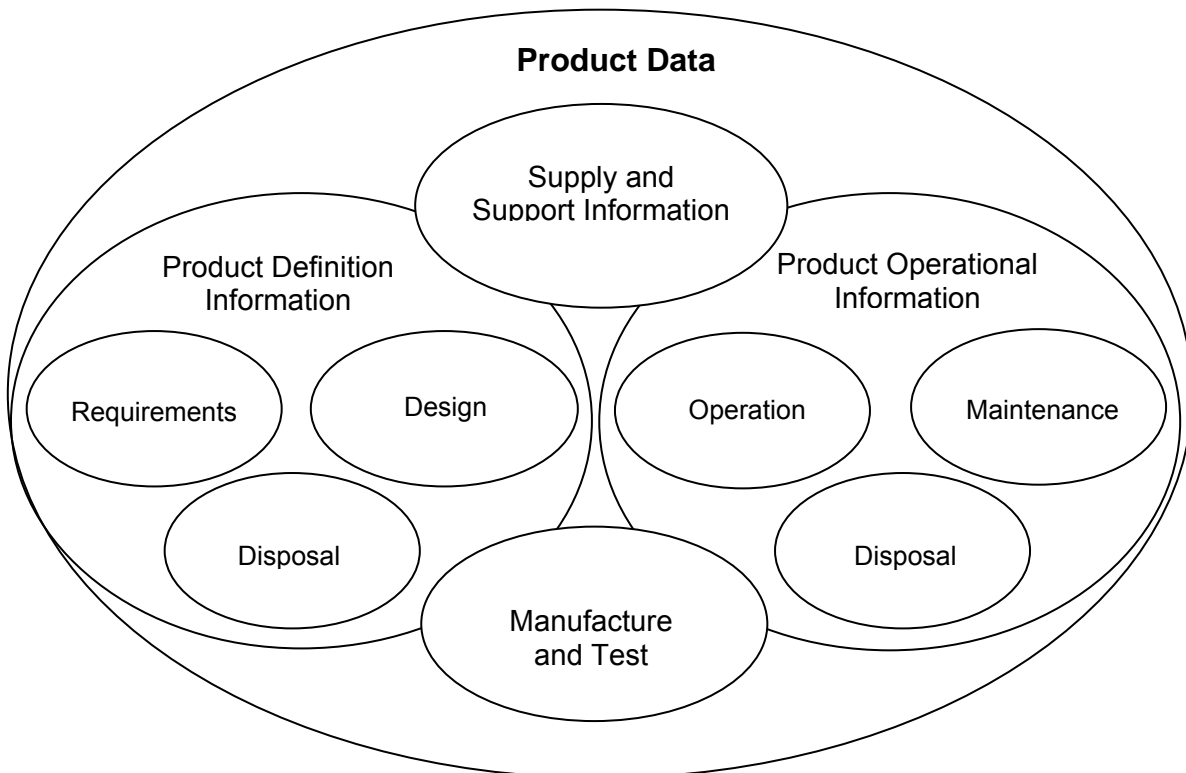 Product Data
Supply and
Support Information
Product Definition
Information
Product Operational
Information
Requirements
Design
Operation
Maintenance
Disposal
Disposal
Manufacture
and Test